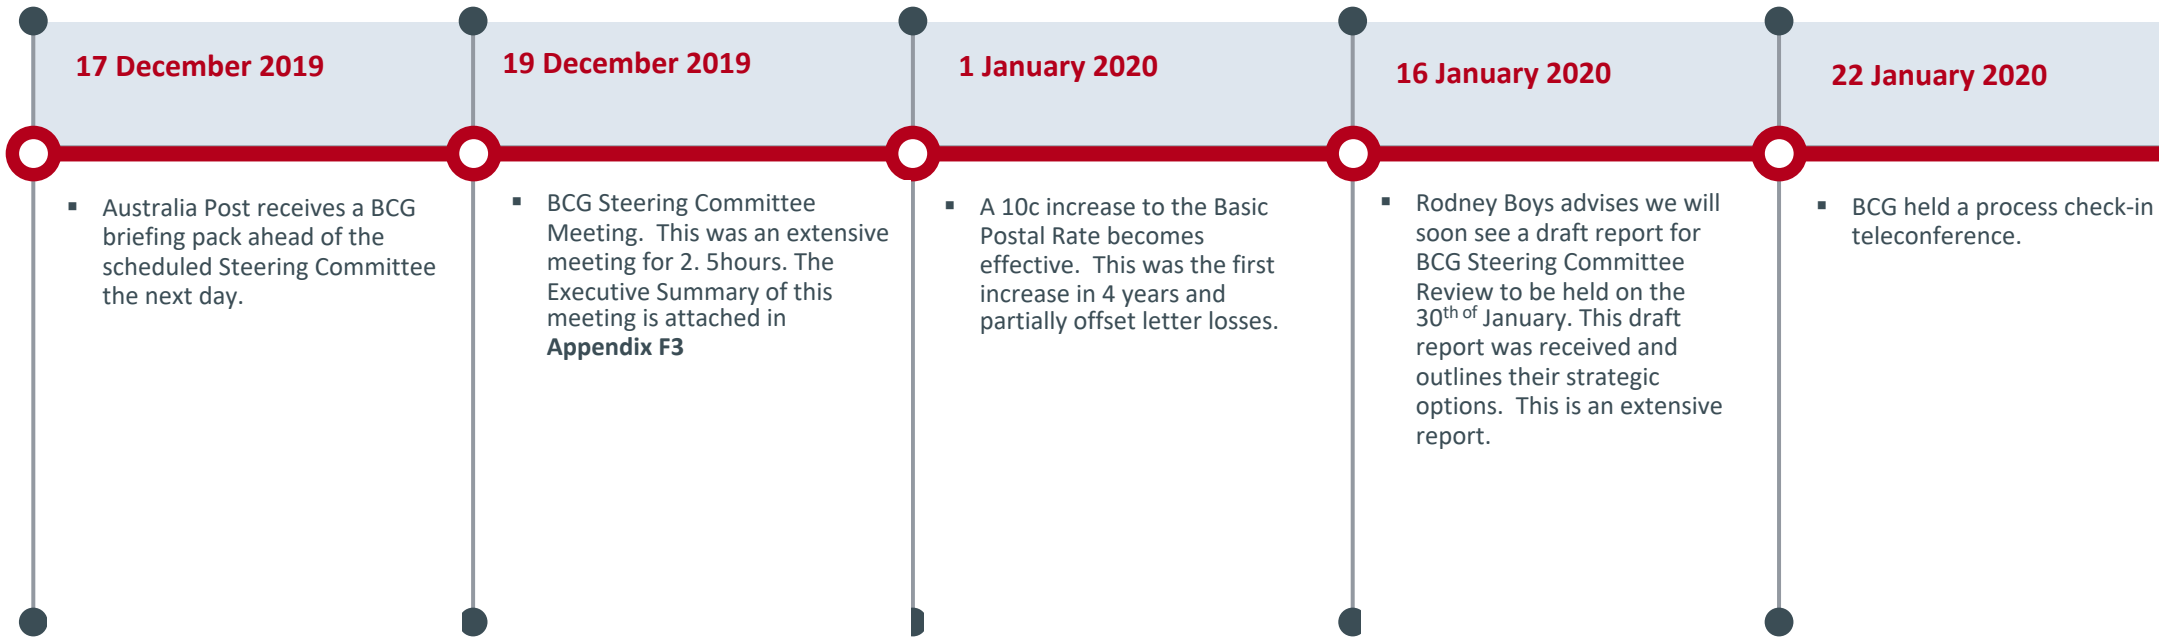 17 December 2019
▪ Australia Post receives a BCG
briefing pack ahead of the
scheduled Steering Committee
the next day.
19 December 2019
▪ BCG Steering Committee
Meeting.  This was an extensive
meeting for 2. 5hours. The
Executive Summary of this
meeting is attached in
Appendix F3
1 January 2020
▪ A 10c increase to the Basic
Postal Rate becomes
effective.  This was the first
increase in 4 years and
partially offset letter losses.
16 January 2020
▪ Rodney Boys advises we will
soon see a draft report for
BCG Steering Committee
Review to be held on the
30th of January. This draft
report was received and
outlines their strategic
options.  This is an extensive
report.
22 January 2020
▪ BCG held a process check-in
teleconference.